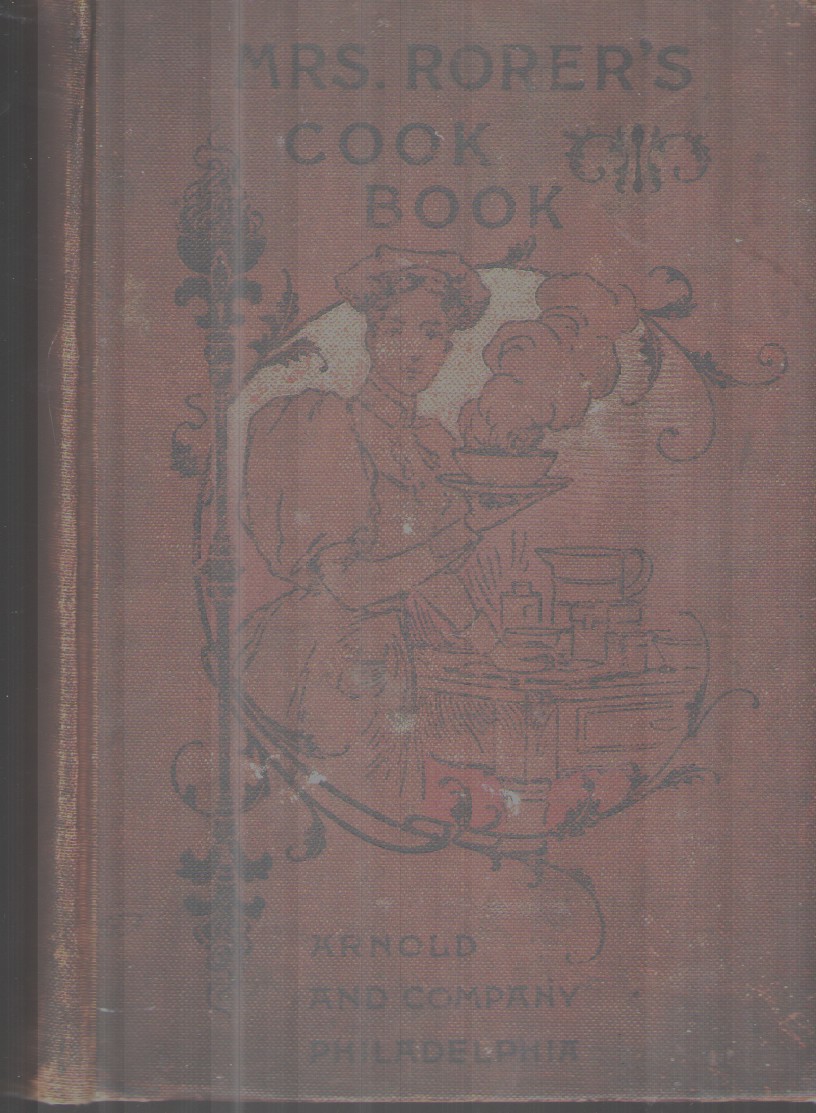 MRS. RORER'S
COOK
BOOK
ARNOLD
AND COMPANY
PHILADELPHIA